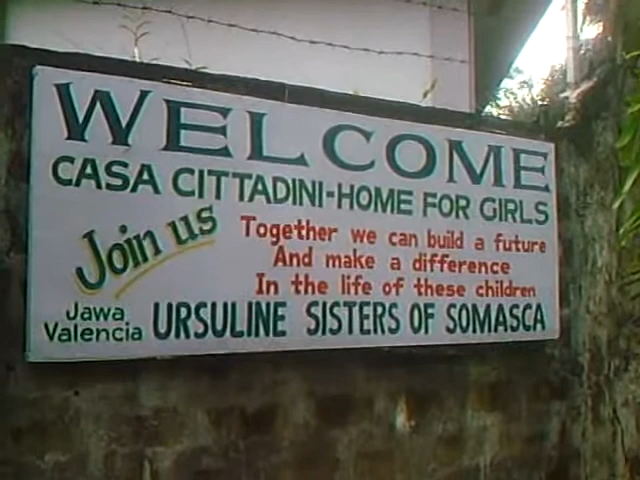 WELCOME
CASA CITTADINI-HOME FOR GIRLS
Join us
Together we can build a future
And make a difference
In the life of these children
Jawa,
Valencia
URSULINE SISTERS OF SOMASCA